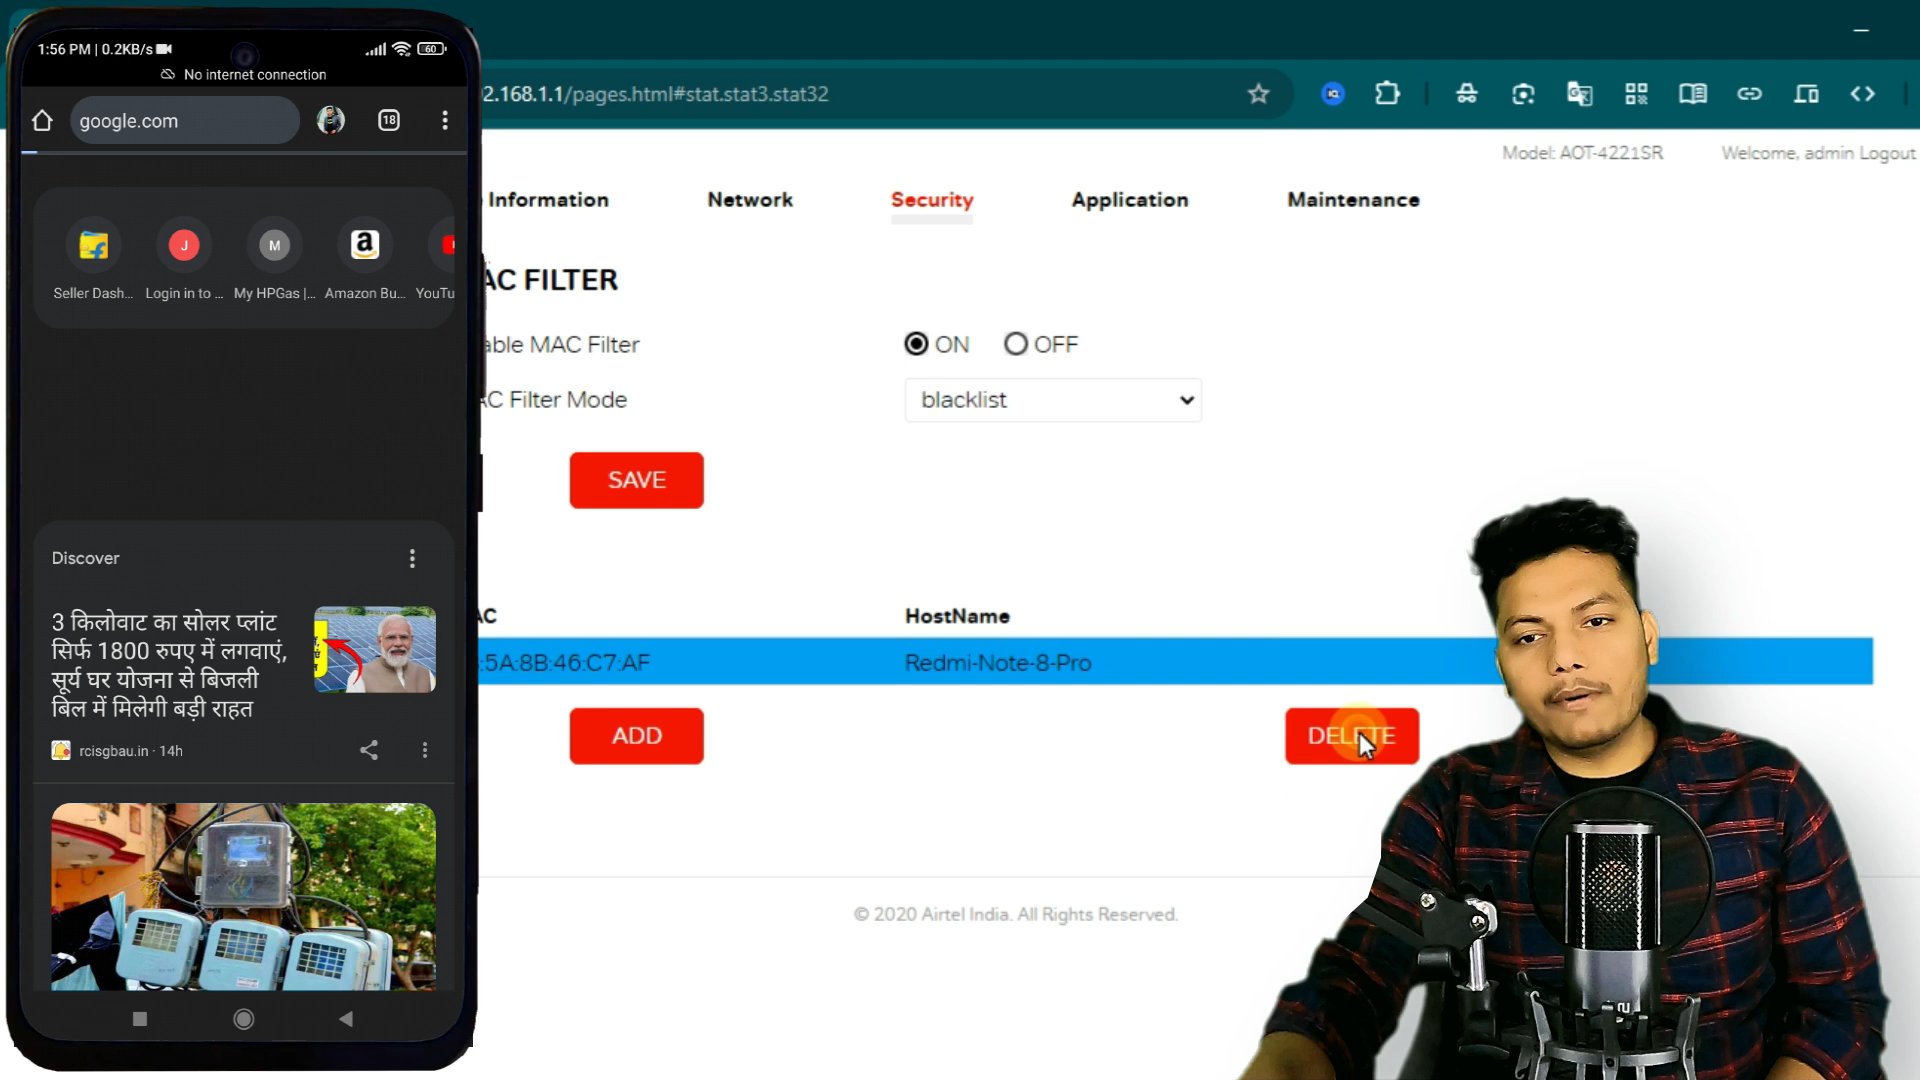 1:56 PM | 0.2KB/s
60
No internet connection
google.com
18
J
M
a
Seller Dash...
Login in to ...
My HPGas |...
Amazon Bu...
YouTu
Discover
3 किलोवाट का सोलर प्लांट
सिर्फ 1800 रुपए में लगवाएं,
सूर्य घर योजना से बिजली
बिल में मिलेगी बड़ी राहत
rcisgbau.in · 14h
2.168.1.1/pages.html#stat.stat3.stat32
Model: AOT-4221SR
Welcome, admin Logout
Information
Network
Security
Application
Maintenance
AC FILTER
able MAC Filter
ON
OFF
AC Filter Mode
blacklist
SAVE
AC
HostName
:5A:8B:46:C7:AF
Redmi-Note-8-Pro
ADD
DELETE
© 2020 Airtel India. All Rights Reserved.